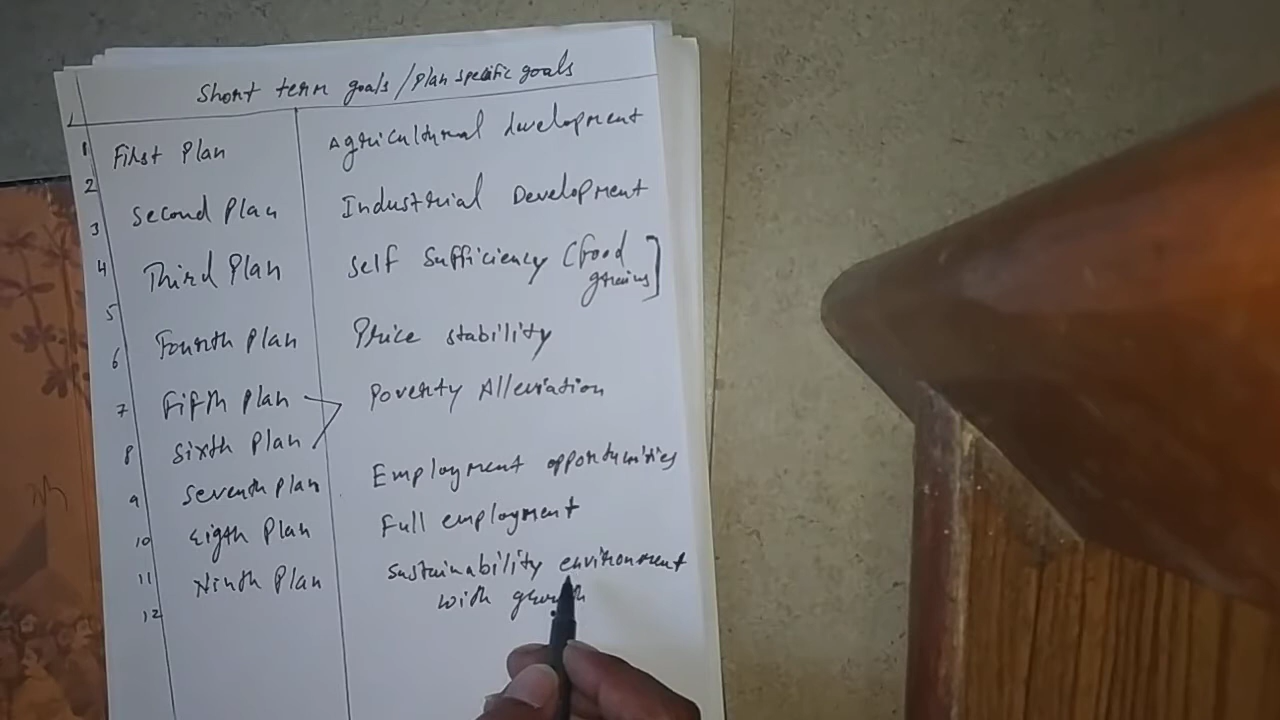 Short term goals/Plan specific goals
1 First Plan Agricultural development
2
Second Plan Industrial Development
3
4 Third Plan Self Sufficiency (food
grains]
5
Fourth Plan Price stability
6
7 Fifth Plan Poverty Alleviation
8 Sixth Plan
9 Seventh Plan Employment opportunities
10 Eigth Plan Full employment
11 Ninth Plan Sustainability environment
with growth
12